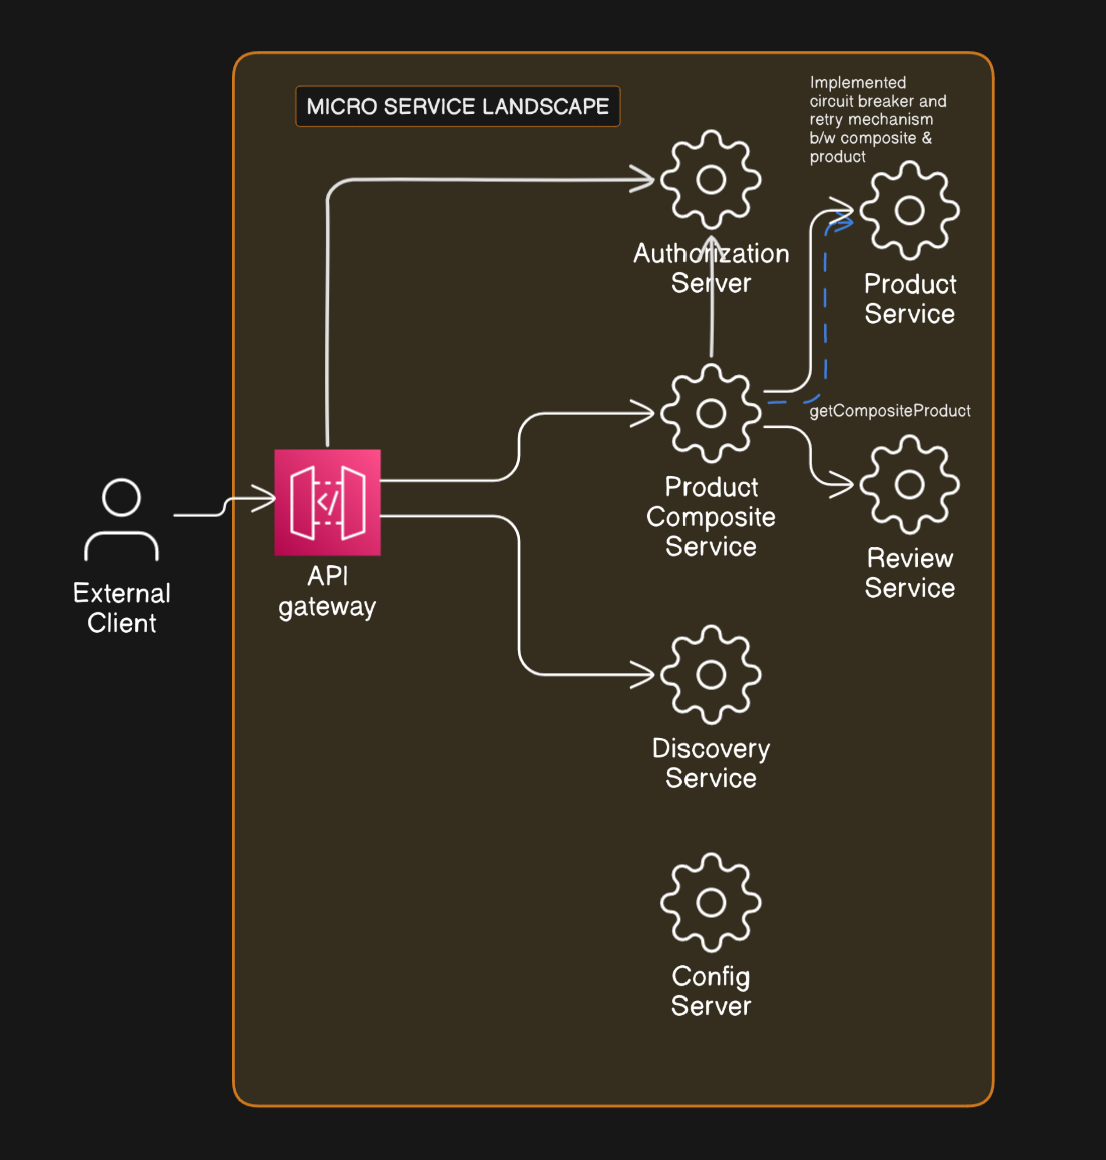 MICRO SERVICE LANDSCAPE
Implemented
circuit breaker and
retry mechanism
b/w composite &
product
Authorization
Server
Product
Service
getCompositeProduct
Product
Composite
Service
Review
Service
</>
API
gateway
External
Client
Discovery
Service
Config
Server